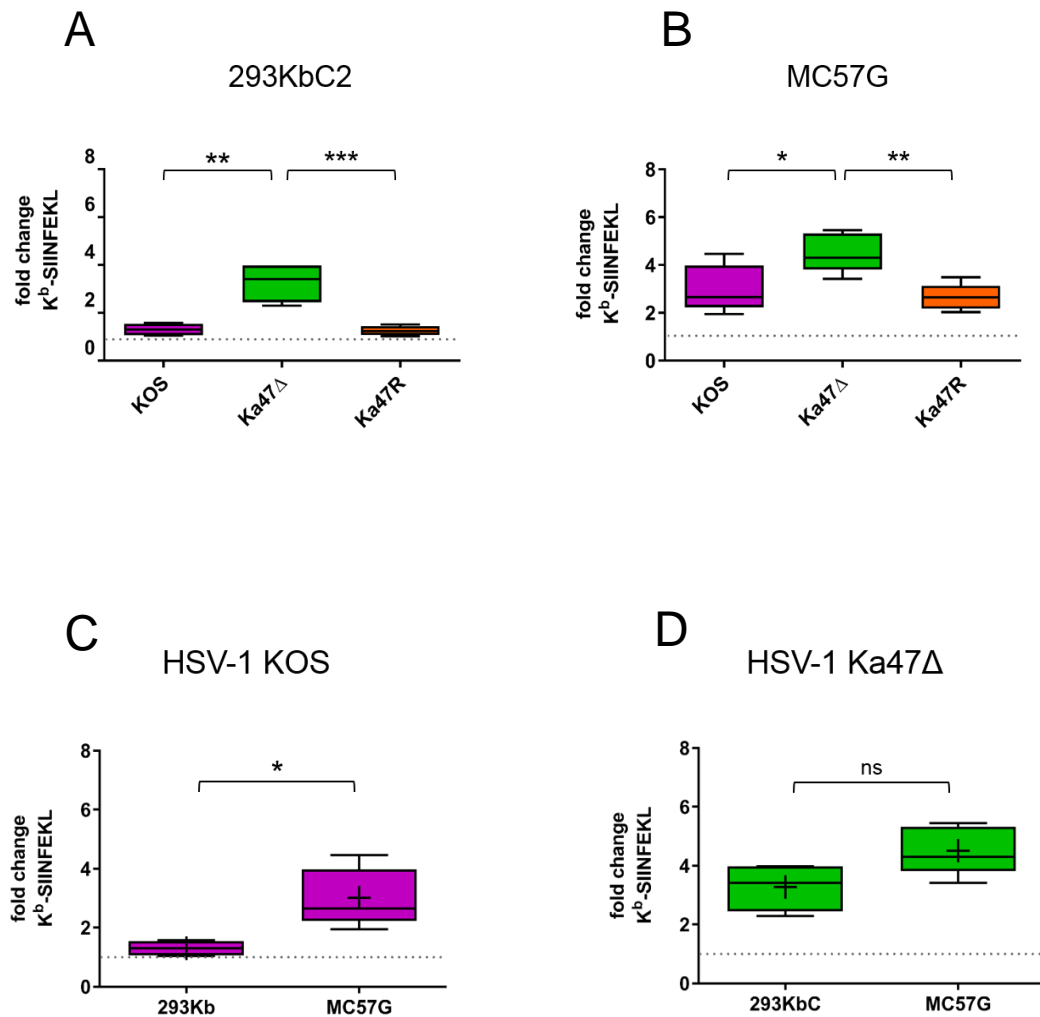 A
293KbC2
** ***
fold change
Kb-SIINFEKL
8
6
4
2
0
KOS
Ka47Δ
Ka47R
B
MC57G
* **
fold change
Kb-SIINFEKL
8
6
4
2
0
KOS
Ka47Δ
Ka47R
C
HSV-1 KOS
*
fold change
Kb-SIINFEKL
8
6
4
2
0
293Kb
MC57G
D
HSV-1 Ka47Δ
ns
fold change
Kb-SIINFEKL
8
6
4
2
0
293KbC
MC57G